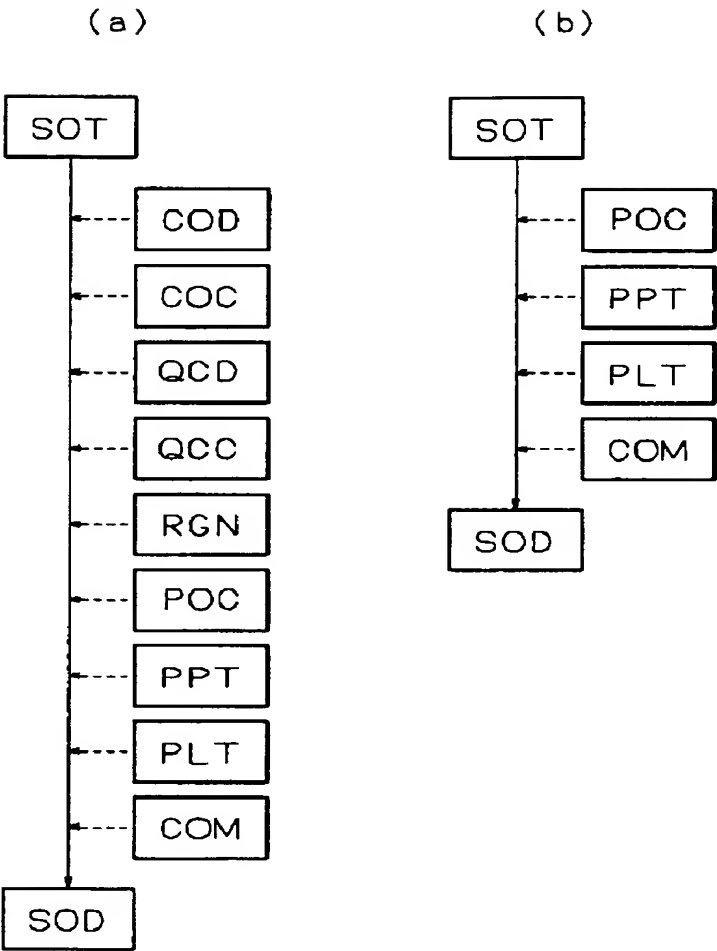 (a)
SOT
COD
COC
QCD
QCC
RGN
POC
PPT
PLT
COM
SOD
(b)
SOT
POC
PPT
PLT
COM
SOD